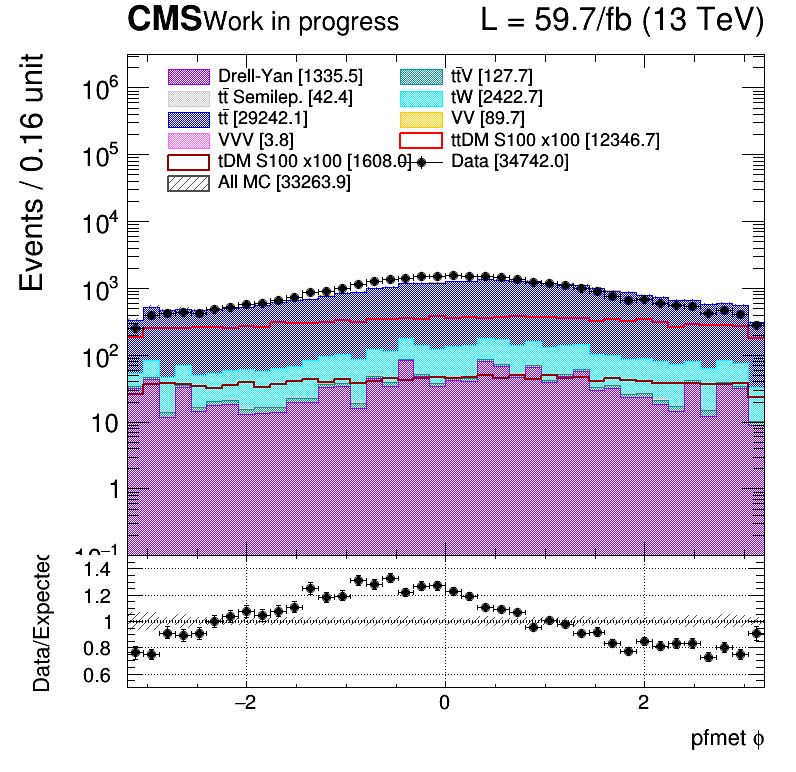 CMS Work in progress L = 59.7/fb (13 TeV)
Events / 0.16 unit
Drell-Yan [1335.5] tt̄V [127.7]
tt̄ Semilep. [42.4] tW [2422.7]
tt̄ [29242.1] VV [89.7]
VVV [3.8] ttDM S100 x100 [12346.7]
tDM S100 x100 [1608.0] Data [34742.0]
All MC [33263.9]
10⁶
10⁵
10⁴
10³
10²
10
1
10⁻¹
Data/Expected
1.4
1.2
1
0.8
0.6
−2 0 2
pfmet ϕ